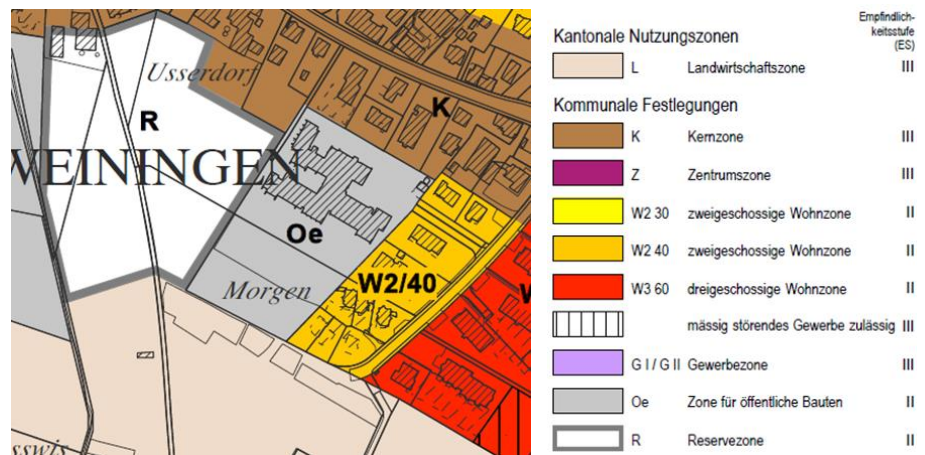 Usserdorf
K
R
WEININGEN
Oe
Morgen
W2/40
sswis
Empfindlich-
keitsstufe
(ES)
Kantonale Nutzungszonen
L Landwirtschaftszone III
Kommunale Festlegungen
K Kernzone III
Z Zentrumszone III
W2 30 zweigeschossige Wohnzone II
W2 40 zweigeschossige Wohnzone II
W3 60 dreigeschossige Wohnzone II
mässig störendes Gewerbe zulässig III
G I / G II Gewerbezone III
Oe Zone für öffentliche Bauten II
R Reservezone II